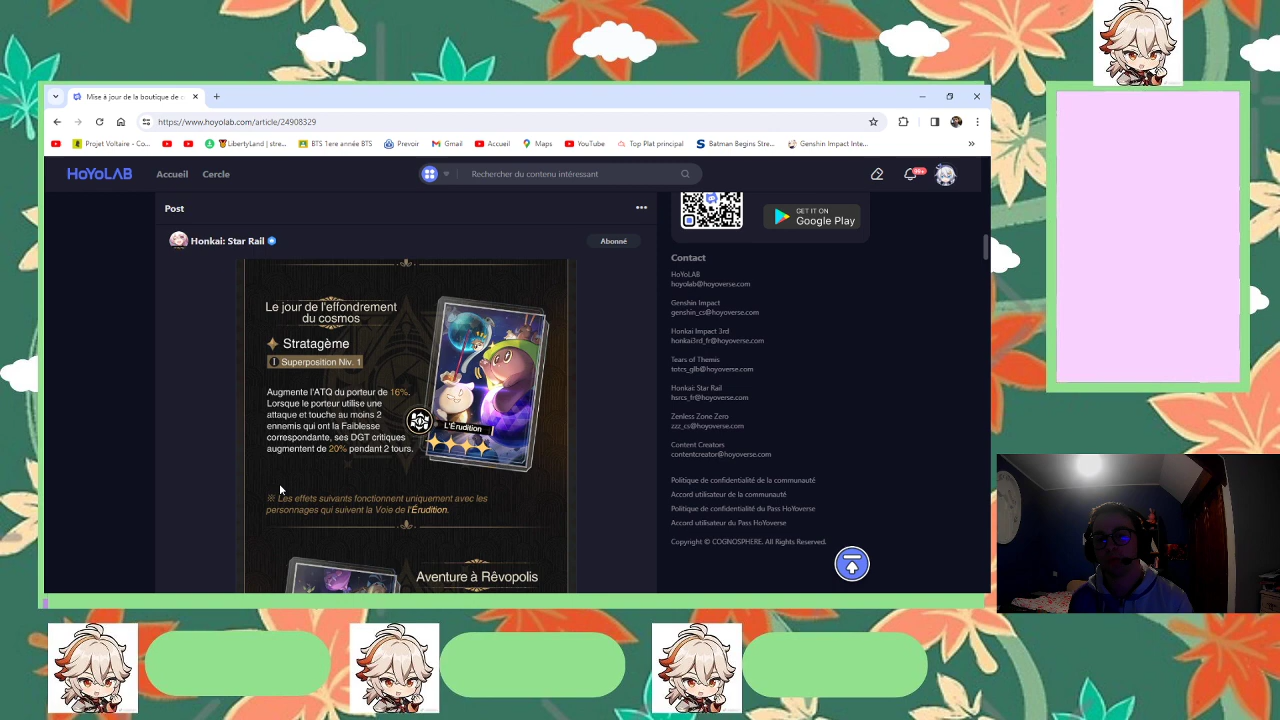 Mise à jour de la boutique de
https://www.hoyolab.com/article/24908329
Projet Voltaire - Co...
LibertyLand | stre...
BTS 1ere année BTS
Prevoir
Gmail
Accueil
Maps
YouTube
Top Plat principal
Batman Begins Stre...
Genshin Impact Inte...
HoYoLAB
Accueil
Cercle
Rechercher du contenu intéressant
99+
Post
Honkai: Star Rail
Abonné
Le jour de l'effondrement
du cosmos
Stratagème
Superposition Niv. 1
Augmente l'ATQ du porteur de 16%.
Lorsque le porteur utilise une
attaque et touche au moins 2
ennemis qui ont la Faiblesse
correspondante, ses DGT critiques
augmentent de 20% pendant 2 tours.
L'Érudition
※ Les effets suivants fonctionnent uniquement avec les
personnages qui suivent la Voie de l'Érudition.
Aventure à Rêvopolis
GET IT ON
Google Play
Contact
HoYoLAB
hoyolab@hoyoverse.com
Genshin Impact
genshin_cs@hoyoverse.com
Honkai Impact 3rd
honkai3rd_fr@hoyoverse.com
Tears of Themis
totcs_glb@hoyoverse.com
Honkai: Star Rail
hsrcs_fr@hoyoverse.com
Zenless Zone Zero
zzz_cs@hoyoverse.com
Content Creators
contentcreator@hoyoverse.com
Politique de confidentialité de la communauté
Accord utilisateur de la communauté
Politique de confidentialité du Pass HoYoverse
Accord utilisateur du Pass HoYoverse
Copyright © COGNOSPHERE. All Rights Reserved.